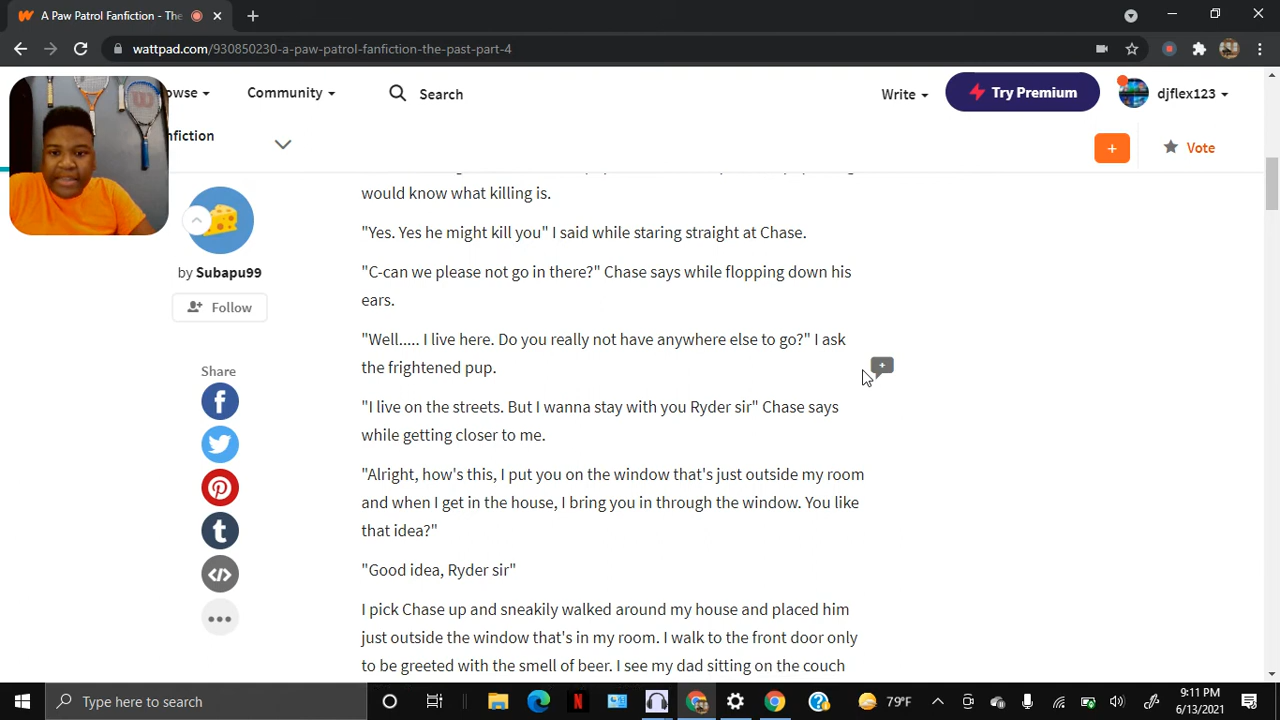 A Paw Patrol Fanfiction - The
wattpad.com/930850230-a-paw-patrol-fanfiction-the-past-part-4
owse
Community
Search
Write
Try Premium
djflex123
nfiction
Vote
would know what killing is.
"Yes. Yes he might kill you" I said while staring straight at Chase.
by Subapu99
"C-can we please not go in there?" Chase says while flopping down his
ears.
Follow
"Well..... I live here. Do you really not have anywhere else to go?" I ask
the frightened pup.
Share
"I live on the streets. But I wanna stay with you Ryder sir" Chase says
while getting closer to me.
"Alright, how's this, I put you on the window that's just outside my room
and when I get in the house, I bring you in through the window. You like
that idea?"
"Good idea, Ryder sir"
I pick Chase up and sneakily walked around my house and placed him
just outside the window that's in my room. I walk to the front door only
to be greeted with the smell of beer. I see my dad sitting on the couch
Type here to search
79°F
9:11 PM
6/13/2021